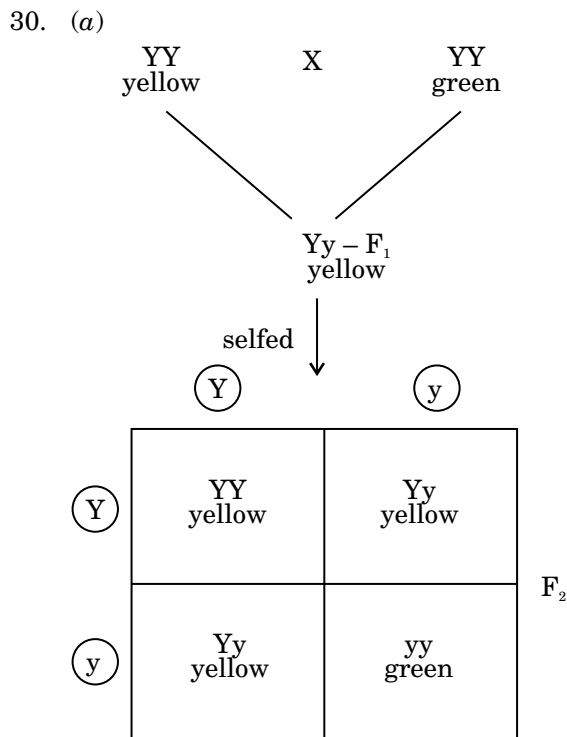 30. (a)
YY X YY
yellow green
Yy – F₁
yellow
selfed
Y y
Y YY Yy
yellow yellow
F₂
y Yy yy
yellow green